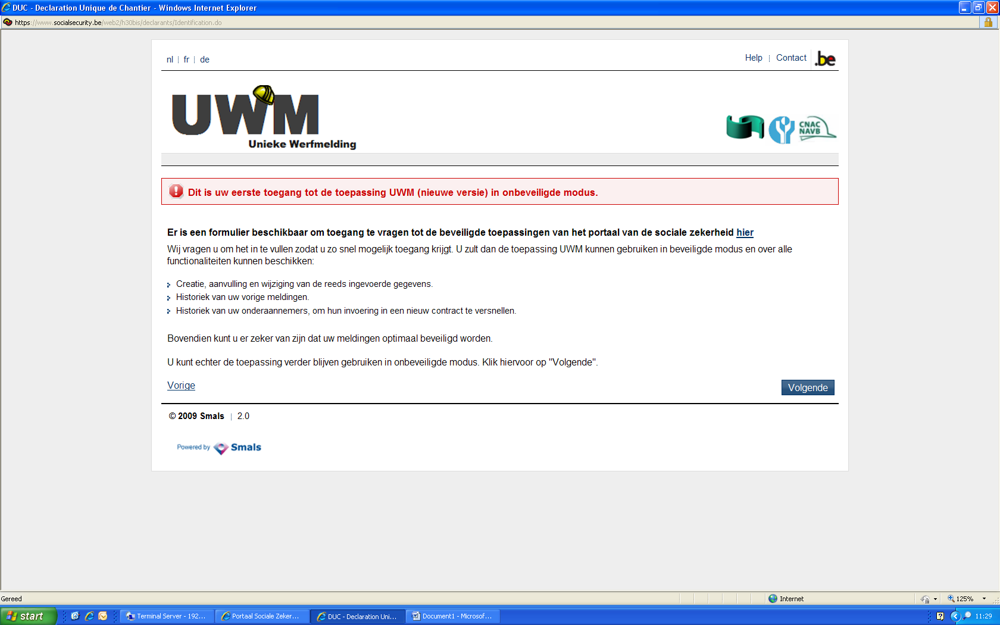 DUC - Declaration Unique de Chantier - Windows Internet Explorer
https://www.socialsecurity.be/web2/h30bis/declarants/Identification.do
nl fr de
Help Contact .be
UWM
Unieke Werfmelding
CNAC
NAVB
Dit is uw eerste toegang tot de toepassing UWM (nieuwe versie) in onbeveiligde modus.
Er is een formulier beschikbaar om toegang te vragen tot de beveiligde toepassingen van het portaal van de sociale zekerheid hier
Wij vragen u om het in te vullen zodat u zo snel mogelijk toegang krijgt. U zult dan de toepassing UWM kunnen gebruiken in beveiligde modus en over alle
functionaliteiten kunnen beschikken:
Creatie, aanvulling en wijziging van de reeds ingevoerde gegevens.
Historiek van uw vorige meldingen.
Historiek van uw onderaannemers, om hun invoering in een nieuw contract te versnellen.
Bovendien kunt u er zeker van zijn dat uw meldingen optimaal beveiligd worden.
U kunt echter de toepassing verder blijven gebruiken in onbeveiligde modus. Klik hiervoor op "Volgende".
Vorige
Volgende
© 2009 Smals 2.0
Powered by Smals
Gereed
Internet
125%
start
Terminal Server - 192...
Portaal Sociale Zeker...
DUC - Declaration Uni...
Document1 - Microsof...
11:29